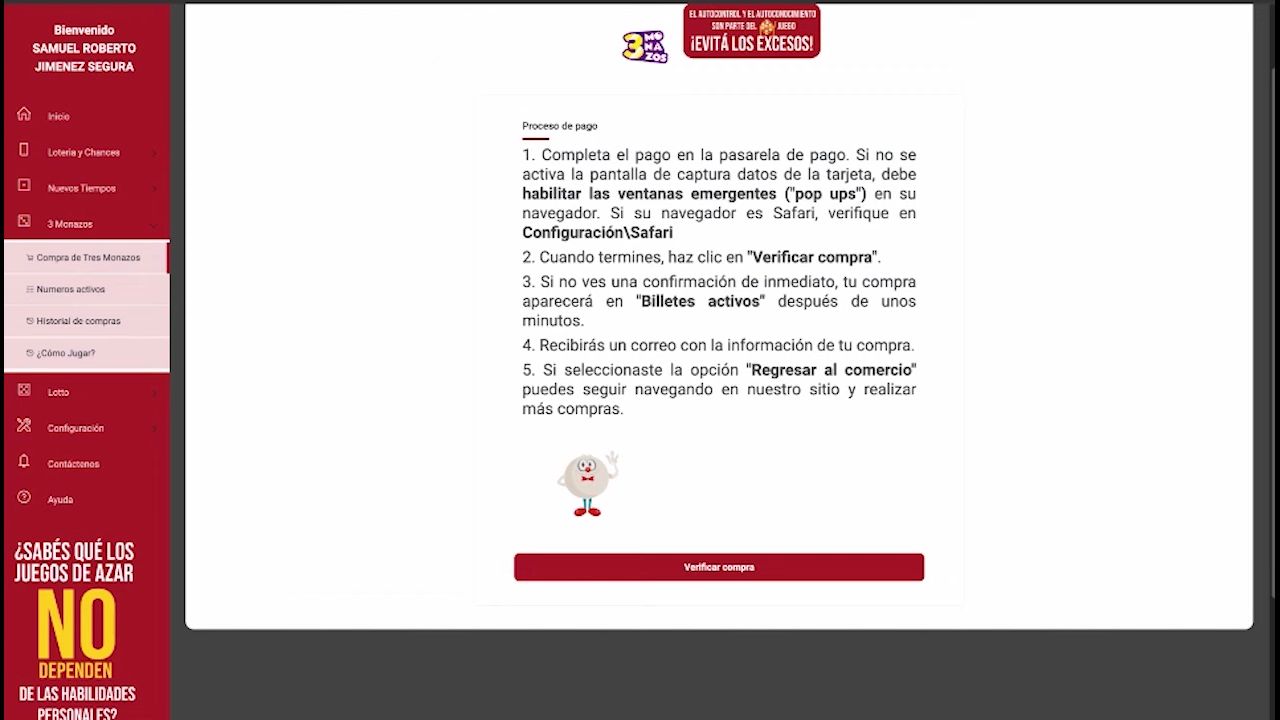 Bienvenido
SAMUEL ROBERTO
JIMENEZ SEGURA
Inicio
Loteria y Chances
Nuevos Tiempos
3 Monazos
Compra de Tres Monazos
Numeros activos
Historial de compras
¿Cómo Jugar?
Lotto
Configuración
Contáctenos
Ayuda
¿SABÉS QUÉ LOS
JUEGOS DE AZAR
NO
DEPENDEN
DE LAS HABILIDADES
PERSONALES?
3 MO
NA
ZOS
EL AUTOCONTROL Y EL AUTOCONOCIMIENTO
SON PARTE DEL JUEGO
¡EVITÁ LOS EXCESOS!
Proceso de pago
1. Completa el pago en la pasarela de pago. Si no se
activa la pantalla de captura datos de la tarjeta, debe
habilitar las ventanas emergentes ("pop ups") en su
navegador. Si su navegador es Safari, verifique en
Configuración\Safari
2. Cuando termines, haz clic en "Verificar compra".
3. Si no ves una confirmación de inmediato, tu compra
aparecerá en "Billetes activos" después de unos
minutos.
4. Recibirás un correo con la información de tu compra.
5. Si seleccionaste la opción "Regresar al comercio"
puedes seguir navegando en nuestro sitio y realizar
más compras.
Verificar compra